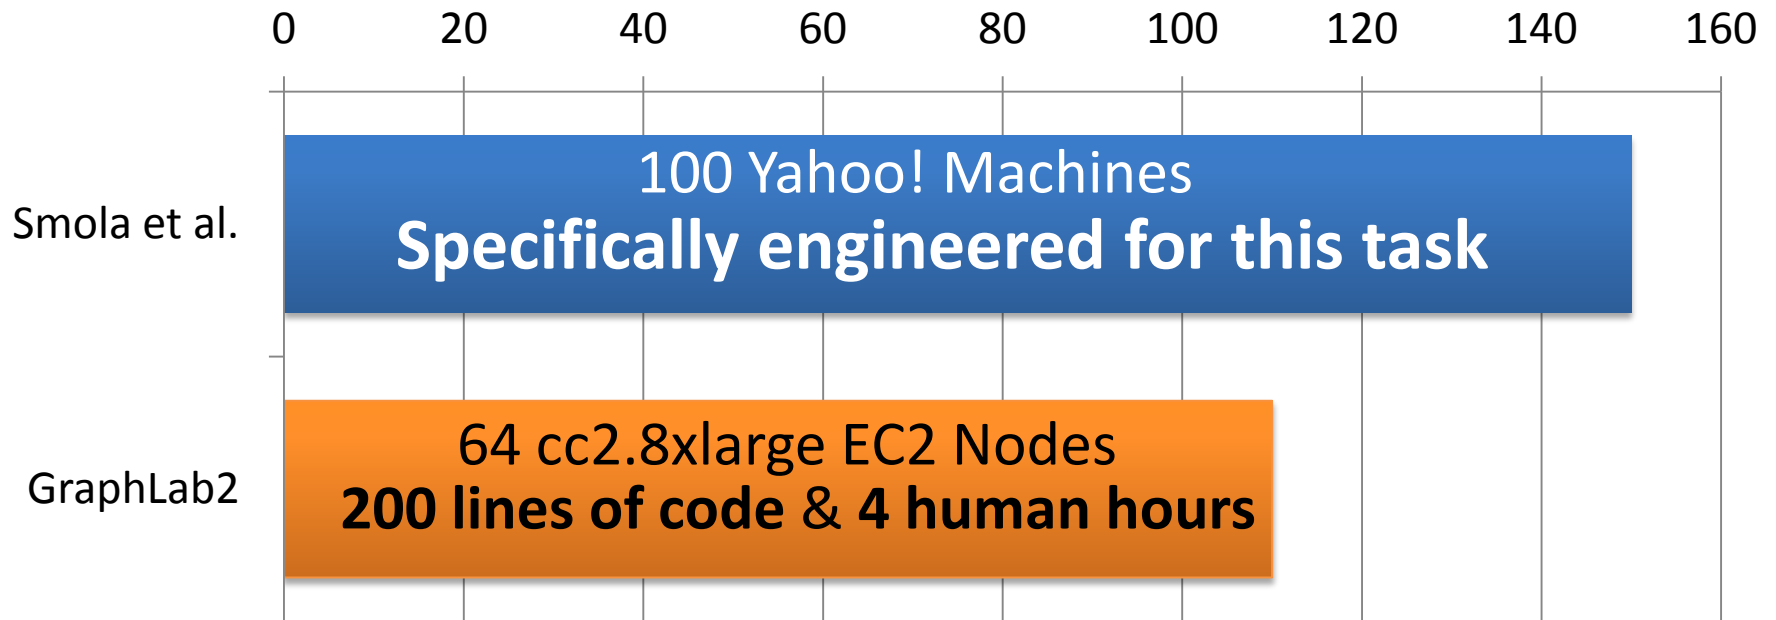 0 20 40 60 80 100 120 140 160
Smola et al.
100 Yahoo! Machines
Specifically engineered for this task
GraphLab2
64 cc2.8xlarge EC2 Nodes
200 lines of code & 4 human hours